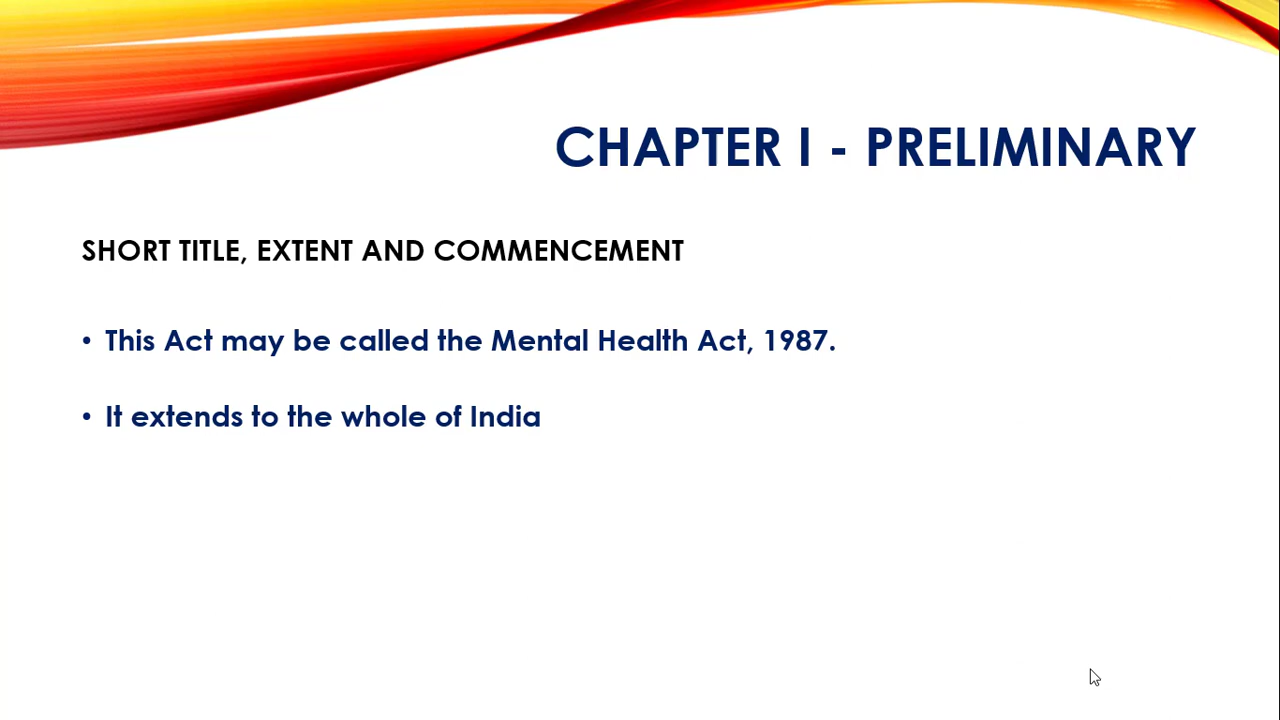 CHAPTER I - PRELIMINARY
SHORT TITLE, EXTENT AND COMMENCEMENT
• This Act may be called the Mental Health Act, 1987.
• It extends to the whole of India